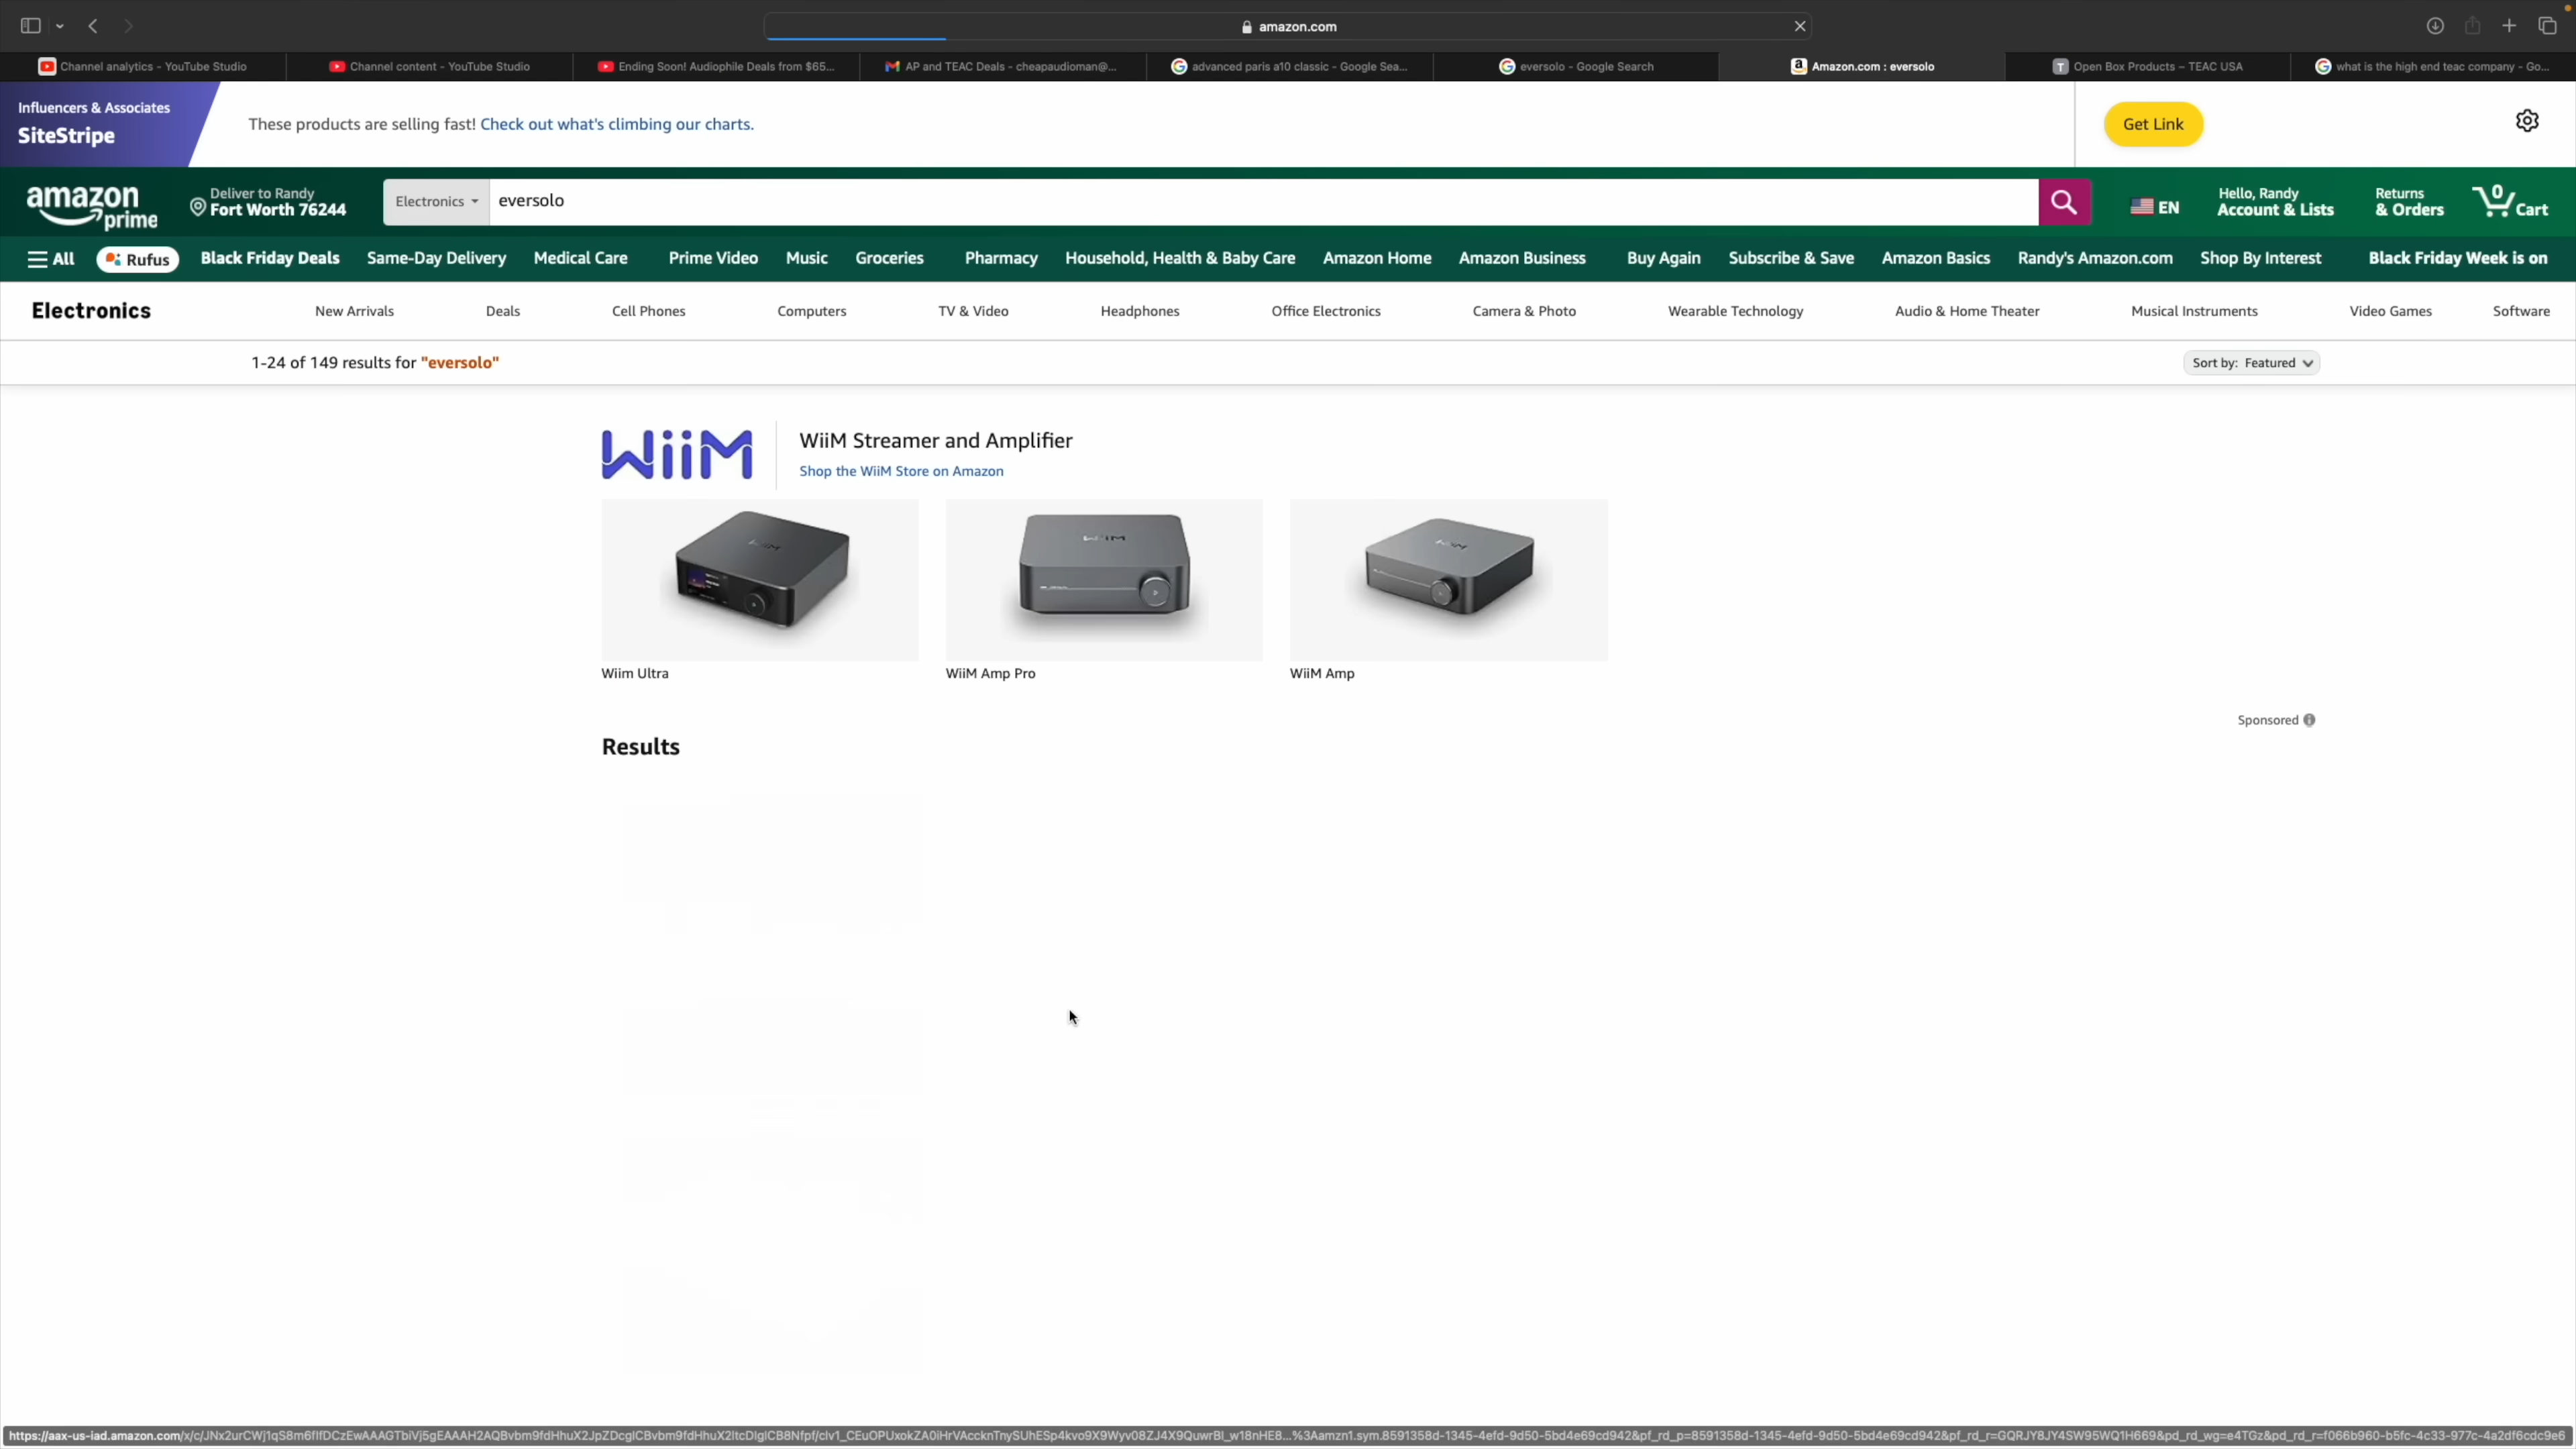 amazon.com
Channel analytics - YouTube Studio
Channel content - YouTube Studio
Ending Soon! Audiophile Deals from $65...
AP and TEAC Deals - cheapaudioman@...
advanced paris a10 classic - Google Sea...
eversolo - Google Search
Amazon.com : eversolo
Open Box Products – TEAC USA
what is the high end teac company - Go...
Influencers & Associates
SiteStripe
These products are selling fast! Check out what's climbing our charts.
Get Link
amazon prime
Deliver to Randy
Fort Worth 76244
Electronics
eversolo
EN
Hello, Randy
Account & Lists
Returns
& Orders
0
Cart
All
Rufus
Black Friday Deals
Same-Day Delivery
Medical Care
Prime Video
Music
Groceries
Pharmacy
Household, Health & Baby Care
Amazon Home
Amazon Business
Buy Again
Subscribe & Save
Amazon Basics
Randy's Amazon.com
Shop By Interest
Black Friday Week is on
Electronics
New Arrivals
Deals
Cell Phones
Computers
TV & Video
Headphones
Office Electronics
Camera & Photo
Wearable Technology
Audio & Home Theater
Musical Instruments
Video Games
Software
1-24 of 149 results for "eversolo"
Sort by: Featured
WiiM
WiiM Streamer and Amplifier
Shop the WiiM Store on Amazon
WiiM
WiiM
WiiM
Wiim Ultra
WiiM Amp Pro
WiiM Amp
Sponsored
Results